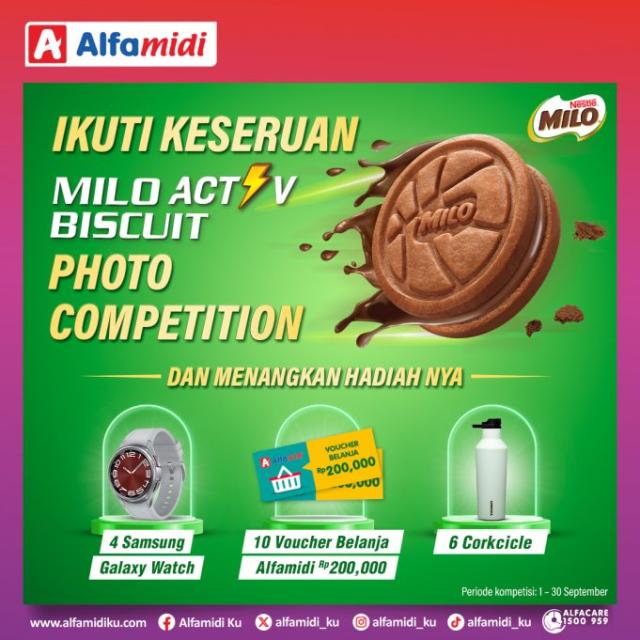 Alfamidi
Nestlé
MILO
IKUTI KESERUAN
MILO ACTIV
BISCUIT
PHOTO
COMPETITION
MILO
DAN MENANGKAN HADIAH NYA
Alfamidi
VOUCHER
BELANJA
Rp200,000
4 Samsung
Galaxy Watch
10 Voucher Belanja
Alfamidi Rp200,000
6 Corkcicle
Periode kompetisi: 1 - 30 September
www.alfamidiku.com
Alfamidi Ku
alfamidi_ku
alfamidi_ku
alfamidi_ku
ALFACARE
1500 959